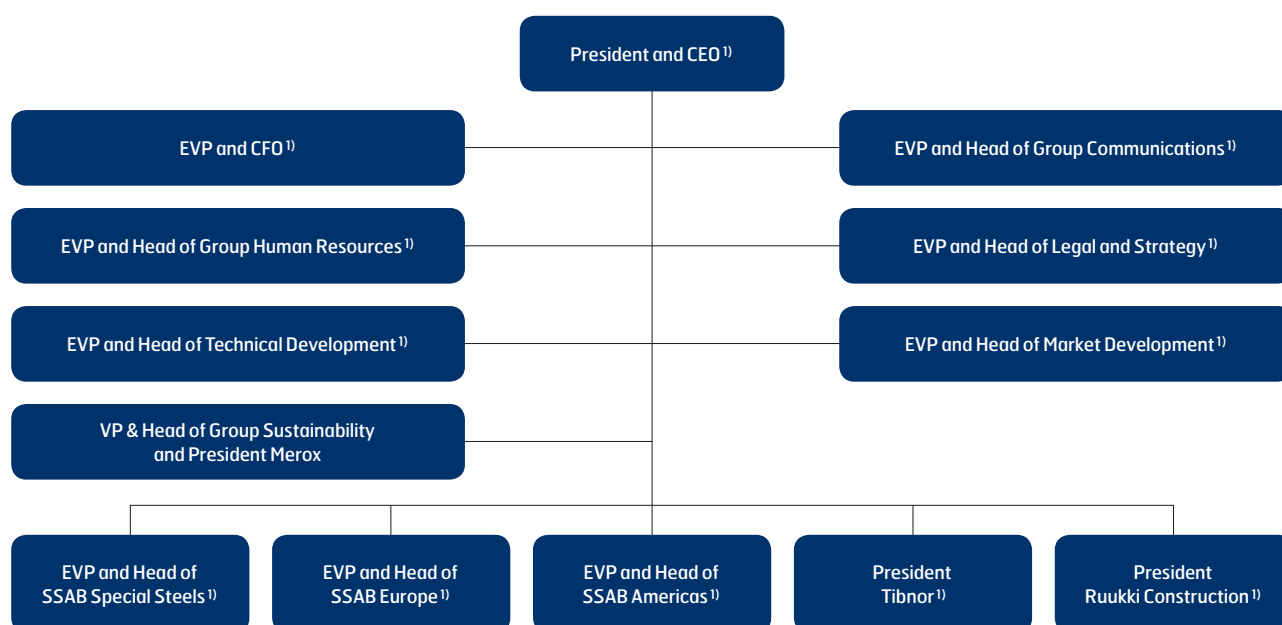 President and CEO 1)
EVP and CFO 1)
EVP and Head of Group Communications 1)
EVP and Head of Group Human Resources 1)
EVP and Head of Legal and Strategy 1)
EVP and Head of Technical Development 1)
EVP and Head of Market Development 1)
VP & Head of Group Sustainability
and President Merox
EVP and Head of
SSAB Special Steels 1)
EVP and Head of
SSAB Europe 1)
EVP and Head of
SSAB Americas 1)
President
Tibnor 1)
President
Ruukki Construction 1)